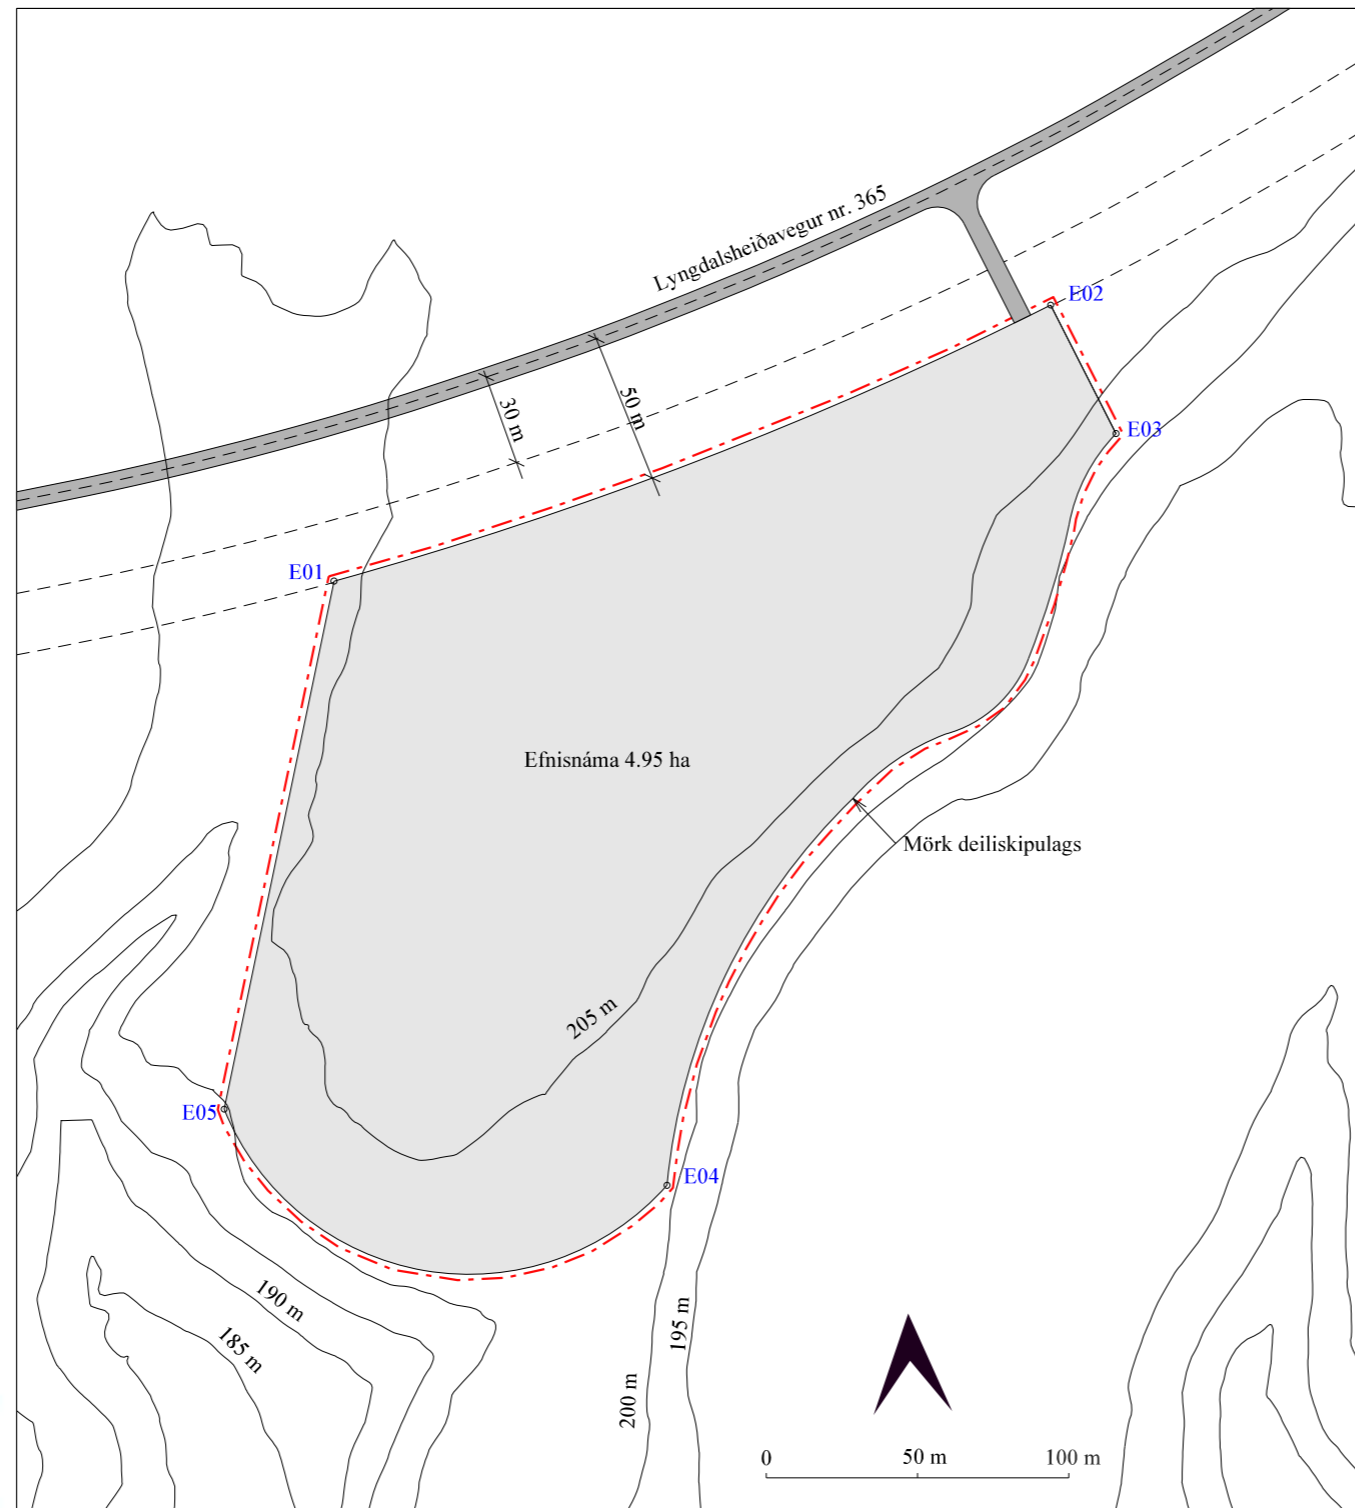 Lyngdalsheiðavegur nr. 365
E02
30 m
50 m
E03
E01
Efnisnáma 4.95 ha
Mörk deiliskipulags
205 m
E05
E04
190 m
185 m
195 m
200 m
0 50 m 100 m